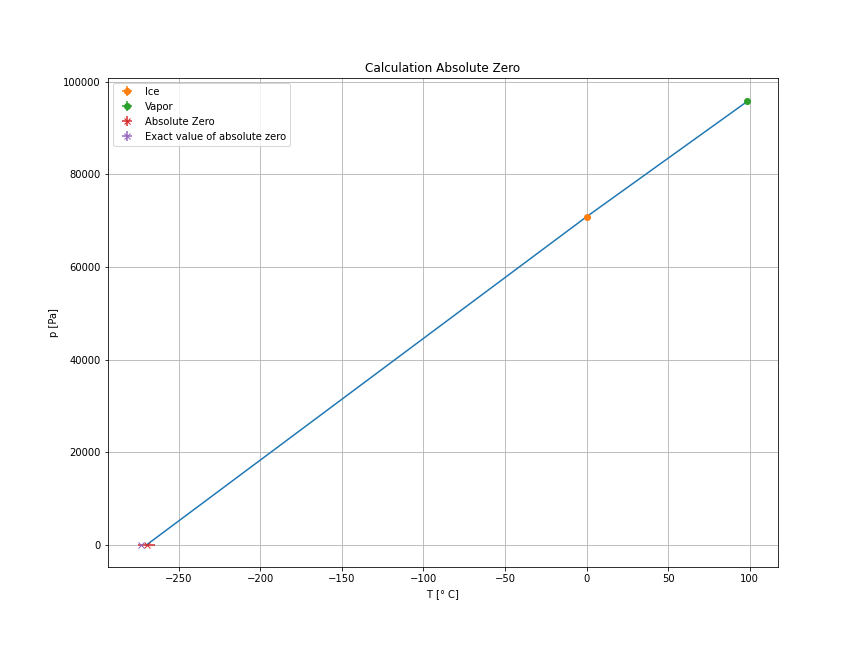 Calculation Absolute Zero
100000
80000
60000
40000
20000
0
p [Pa]
Ice
Vapor
Absolute Zero
Exact value of absolute zero
−250 −200 −150 −100 −50 0 50 100
T [° C]